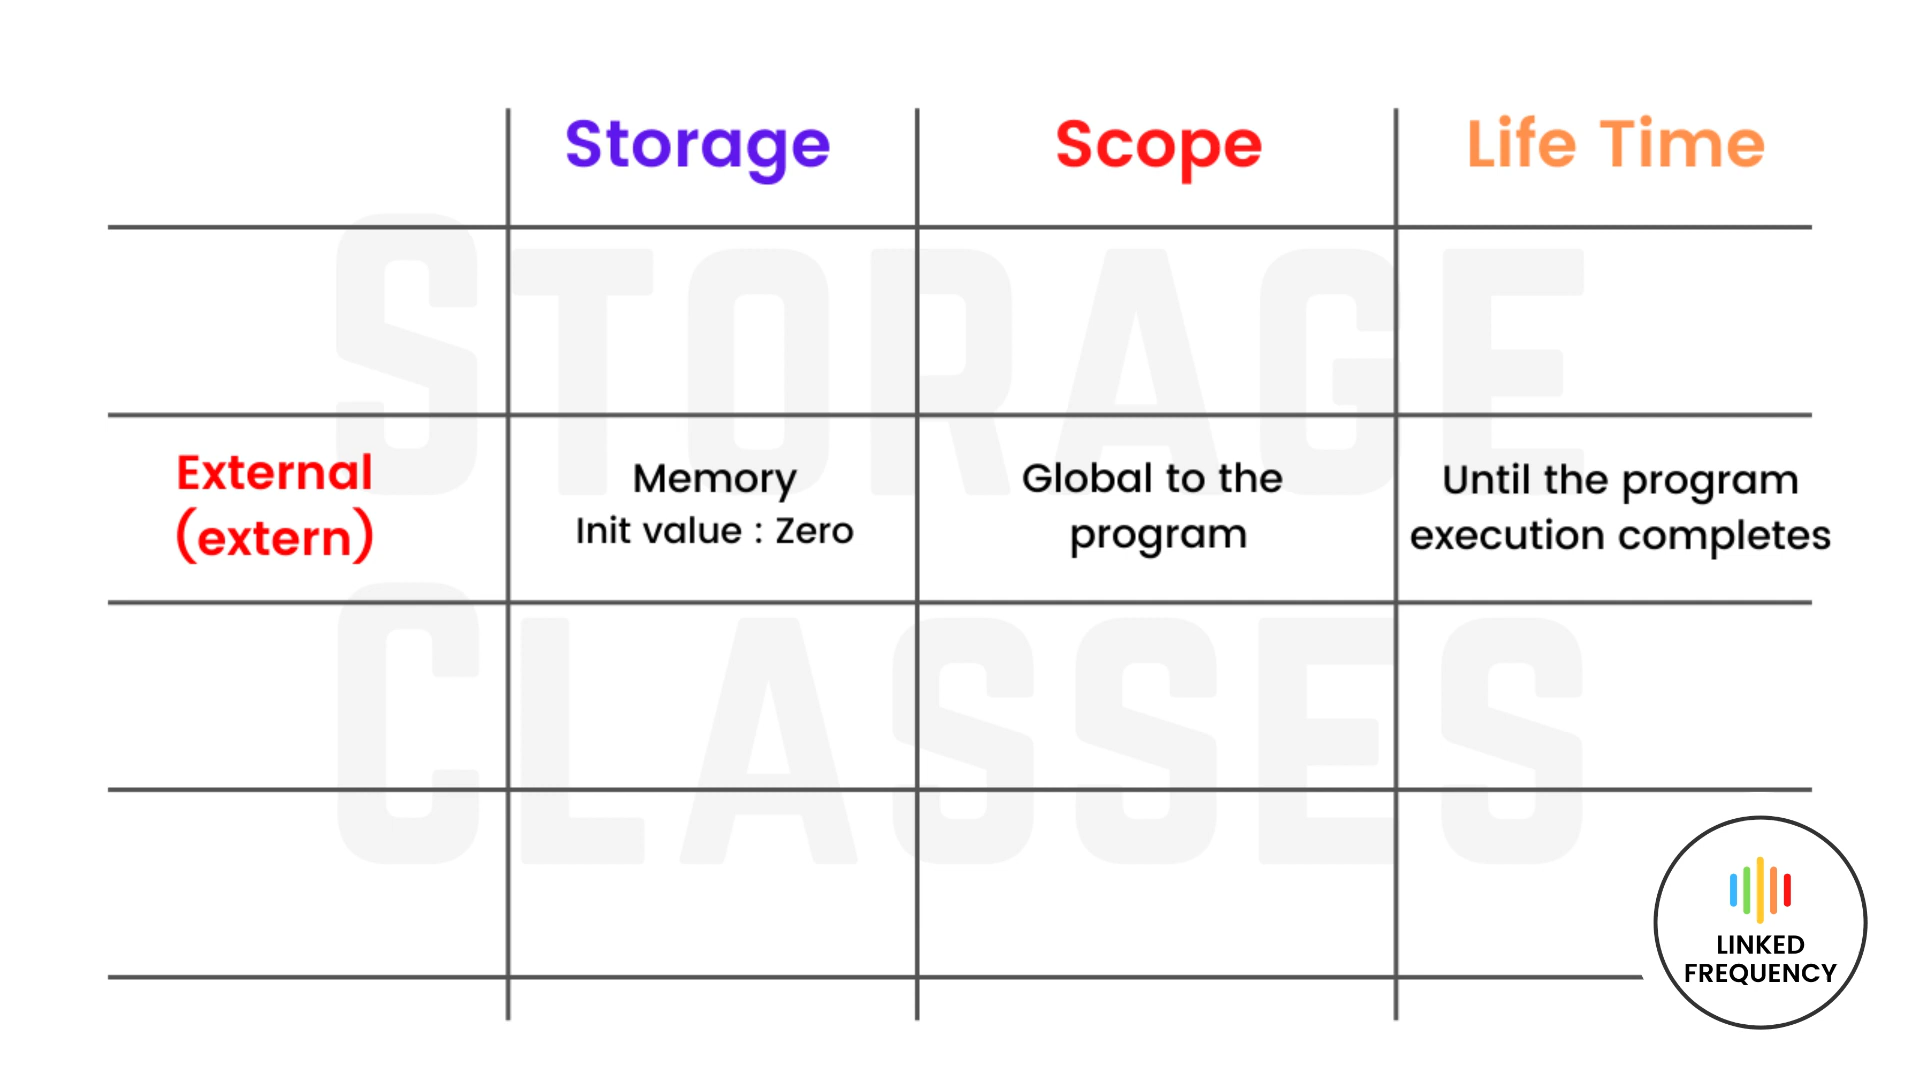 Storage Scope Life Time
STORAGE
External
(extern)
Memory
Init value : Zero
Global to the
program
Until the program
execution completes
CLASSES
LINKED
FREQUENCY